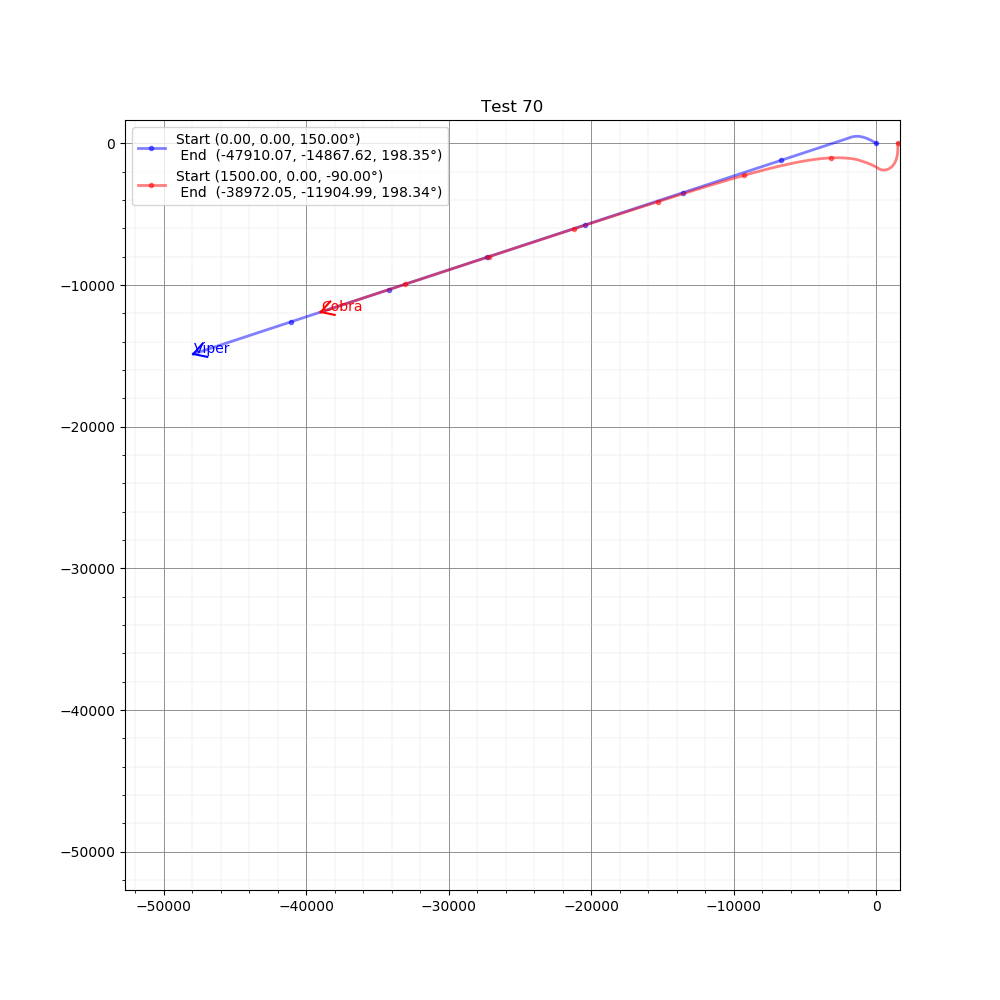 Test 70
Start (0.00, 0.00, 150.00°)
End (-47910.07, -14867.62, 198.35°)
Start (1500.00, 0.00, -90.00°)
End (-38972.05, -11904.99, 198.34°)
0
−10000
−20000
−30000
−40000
−50000
Cobra
Viper
−50000 −40000 −30000 −20000 −10000 0